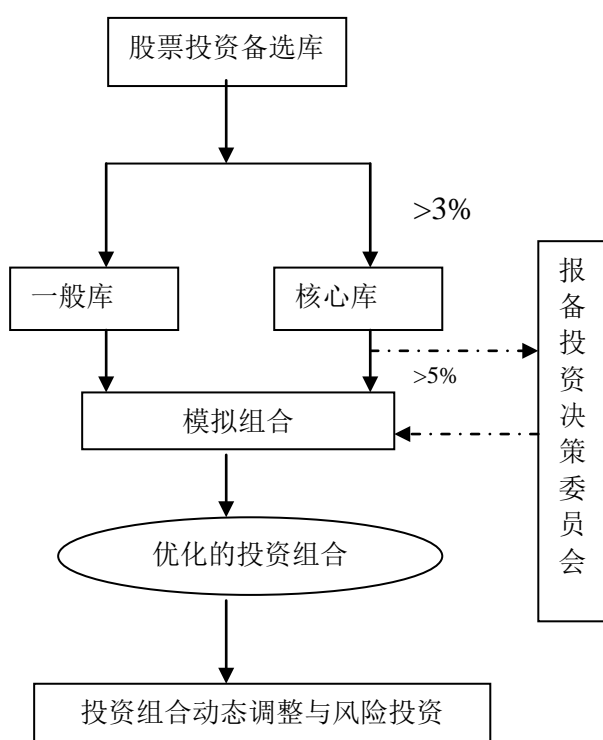 股票投资备选库
>3%
一般库
核心库
报备投资决策委员会
>5%
模拟组合
优化的投资组合
投资组合动态调整与风险投资